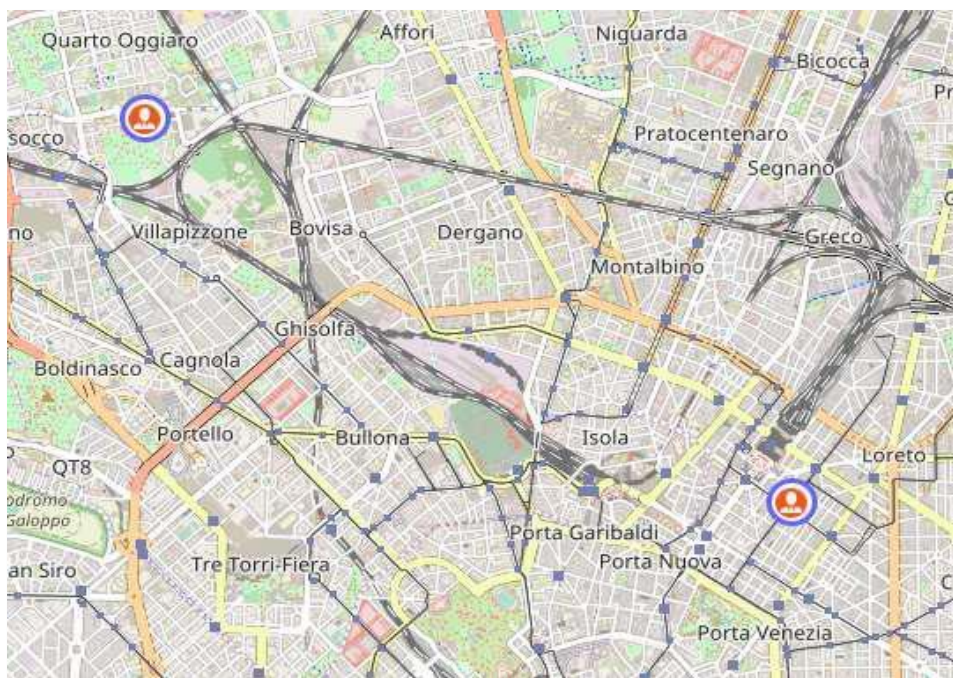 Quarto Oggiaro
Affori
Niguarda
Bicocca
Pr
socco
Pratocentenaro
Segnano
no
Villapizzone
Bovisa
Dergano
Greco
Montalbino
Ghisolfa
Boldinasco
Cagnola
Portello
Bullona
Isola
Loreto
QT8
odromo
Galoppo
Porta Garibaldi
an Siro
Tre Torri-Fiera
Porta Nuova
Porta Venezia